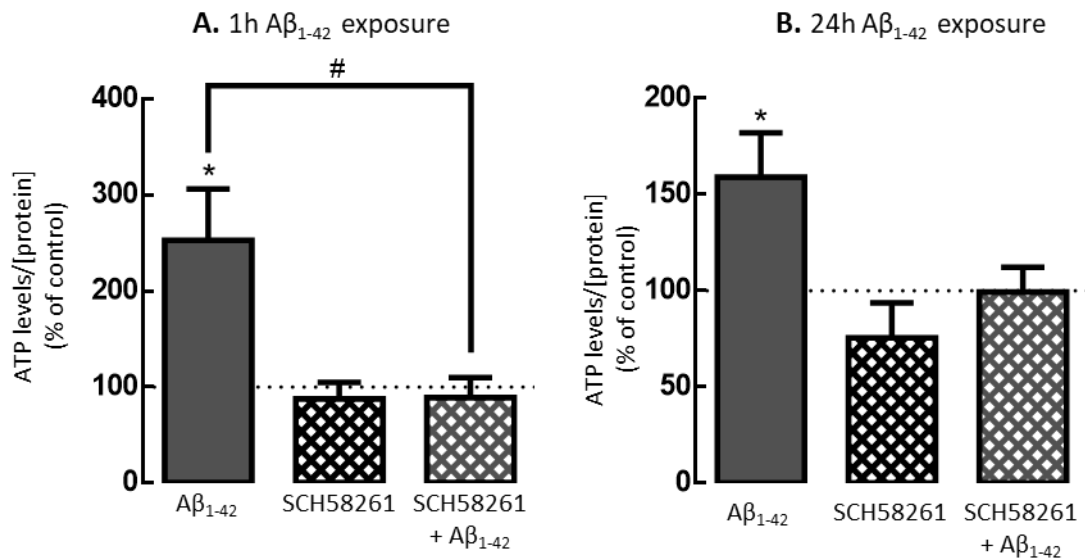 A. 1h Aβ1-42 exposure
#
400
300
200
100
0
*
ATP levels/[protein]
(% of control)
Aβ1-42
SCH58261
SCH58261
+ Aβ1-42
B. 24h Aβ1-42 exposure
200
150
100
50
0
*
ATP levels/[protein]
(% of control)
Aβ1-42
SCH58261
SCH58261
+ Aβ1-42